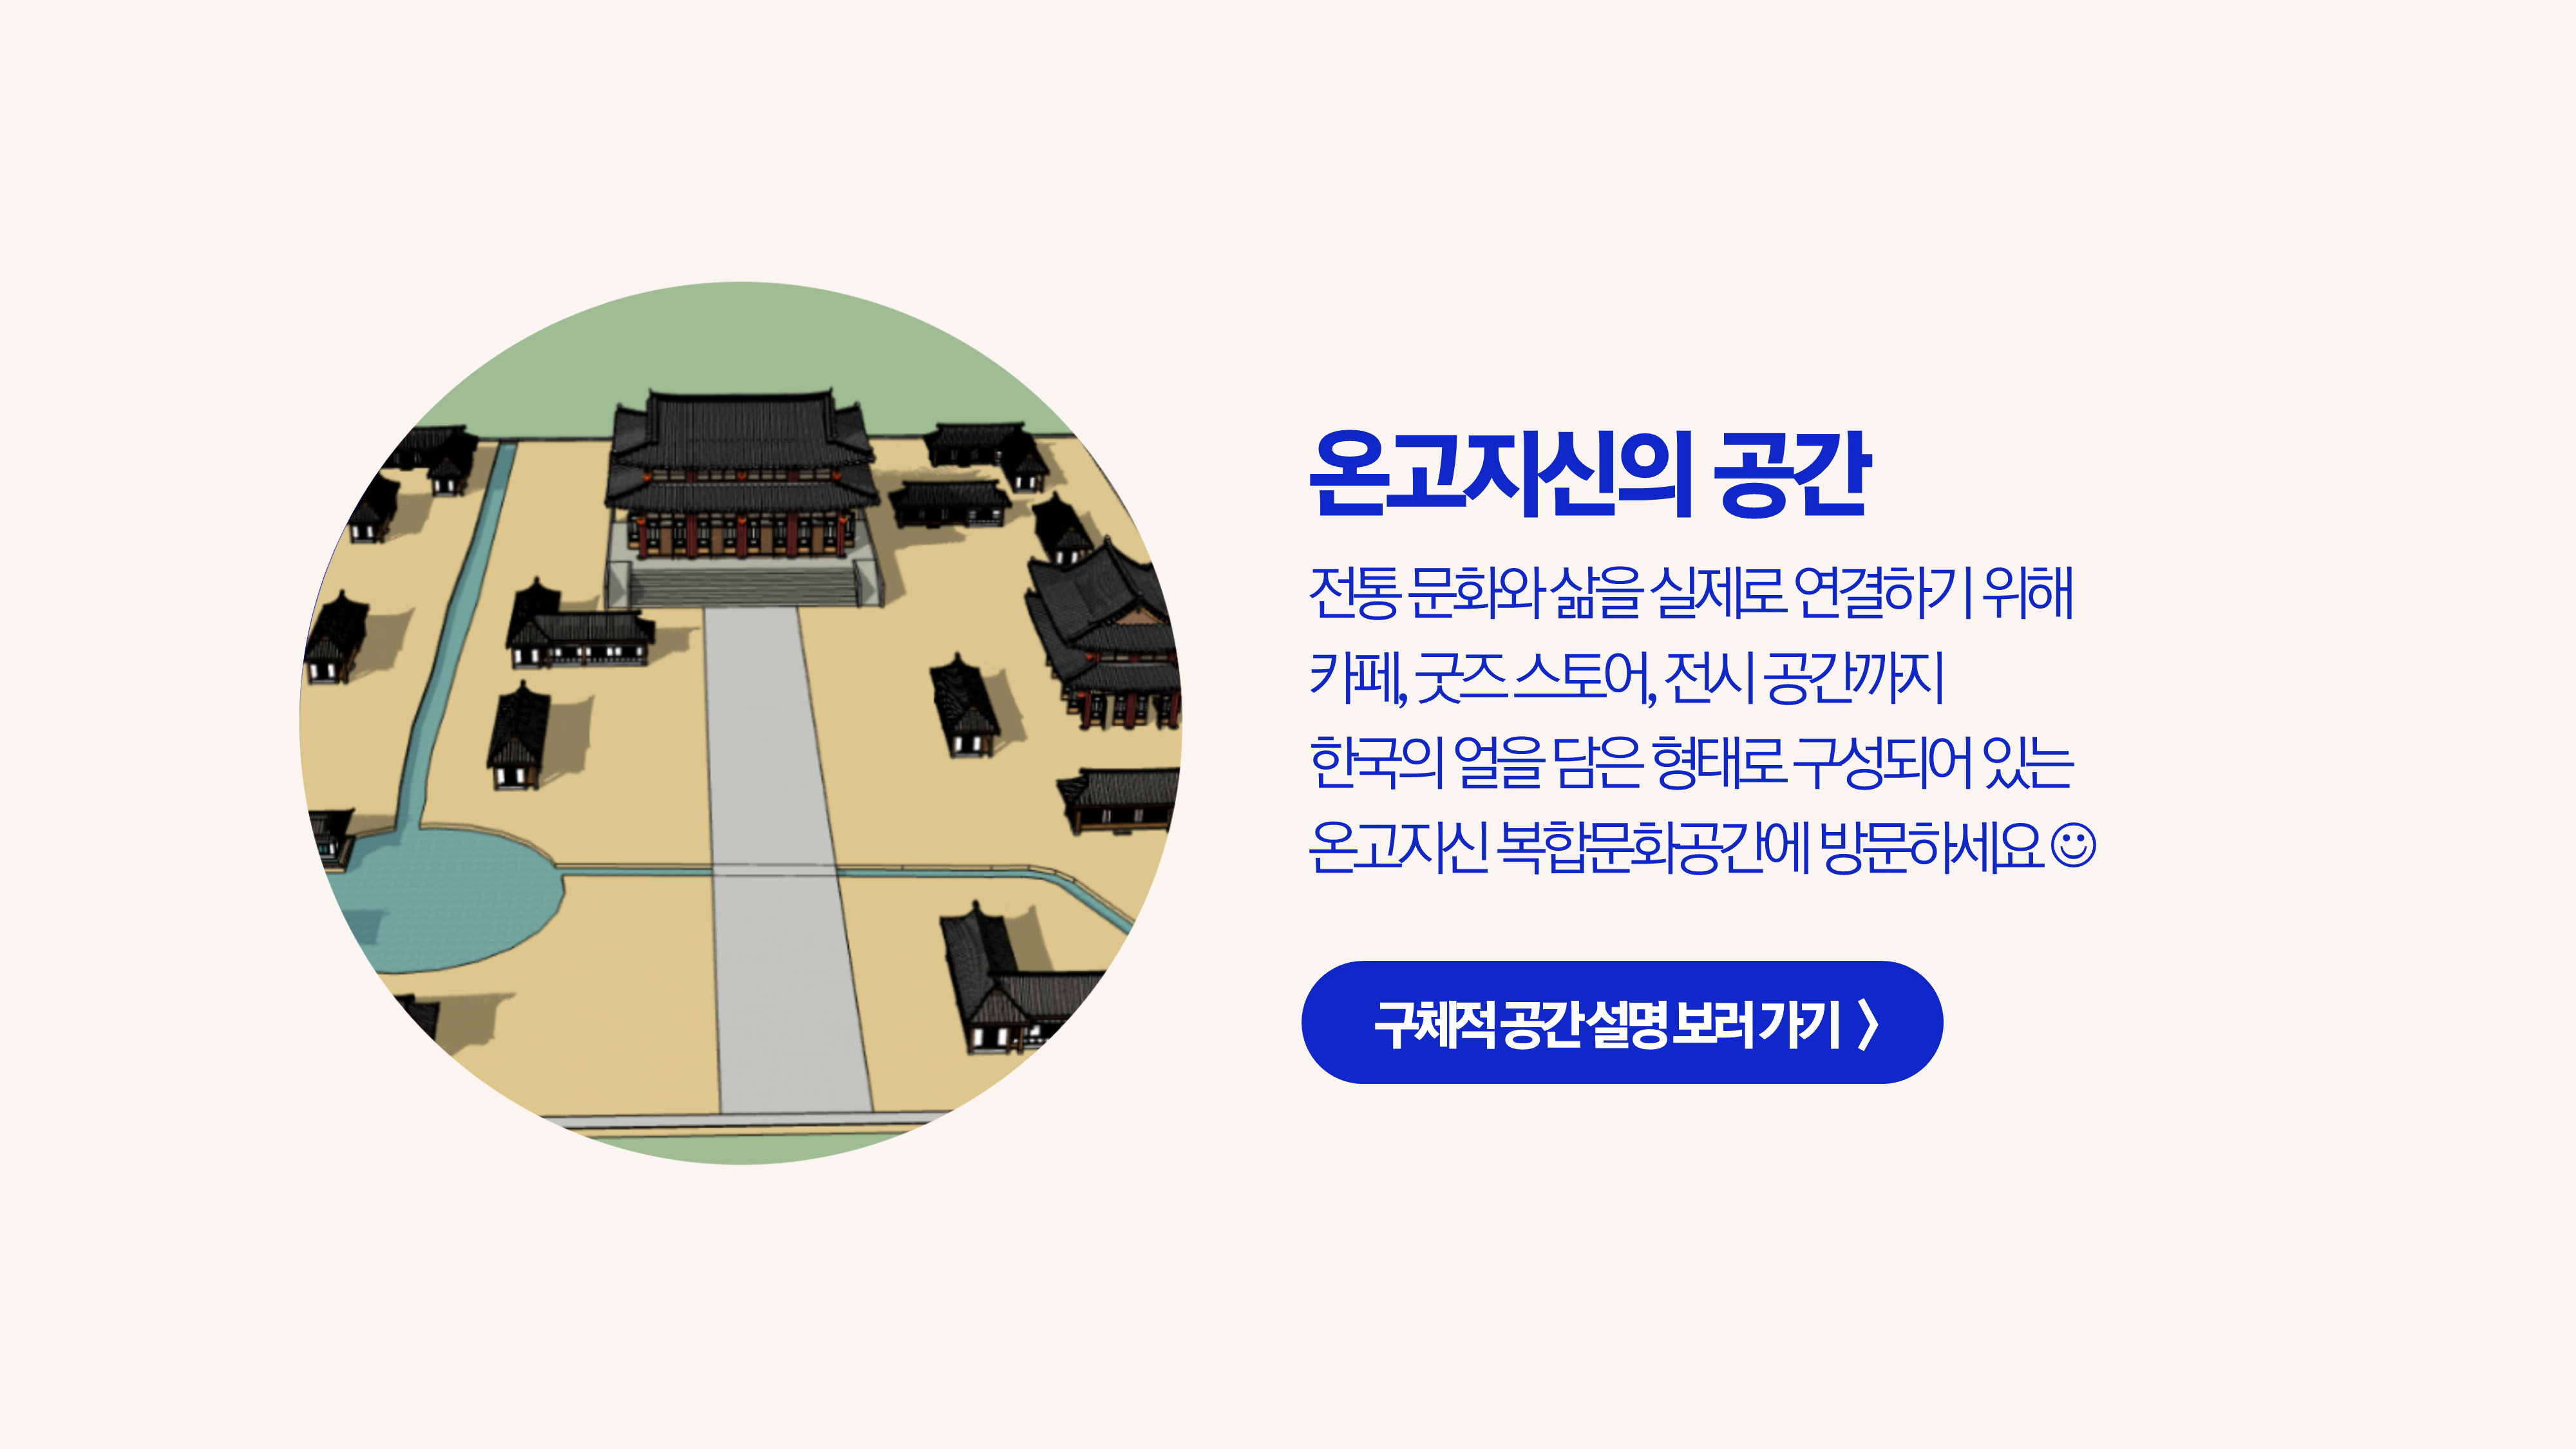 온고지신의 공간
전통 문화와 삶을 실제로 연결하기 위해
카페, 굿즈 스토어, 전시 공간까지
한국의 얼을 담은 형태로 구성되어 있는
온고지신 복합문화공간에 방문하세요☺
구체적 공간 설명 보러 가기 〉